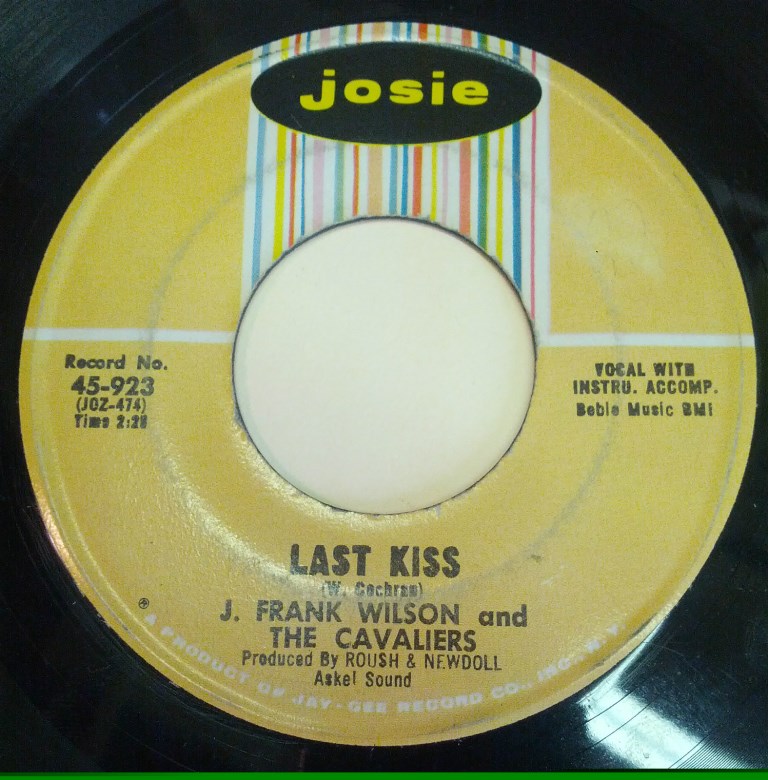 josie
Record No.
45-923
(JOZ-474)
Time 2:28
VOCAL WITH
INSTRU. ACCOMP.
Boble Music BMI
LAST KISS
(W. Cochran)
J. FRANK WILSON and
THE CAVALIERS
Produced By ROUSH & NEWDOLL
Askel Sound
A PRODUCT OF JAY-GEE RECORD CO., INC., N. Y.